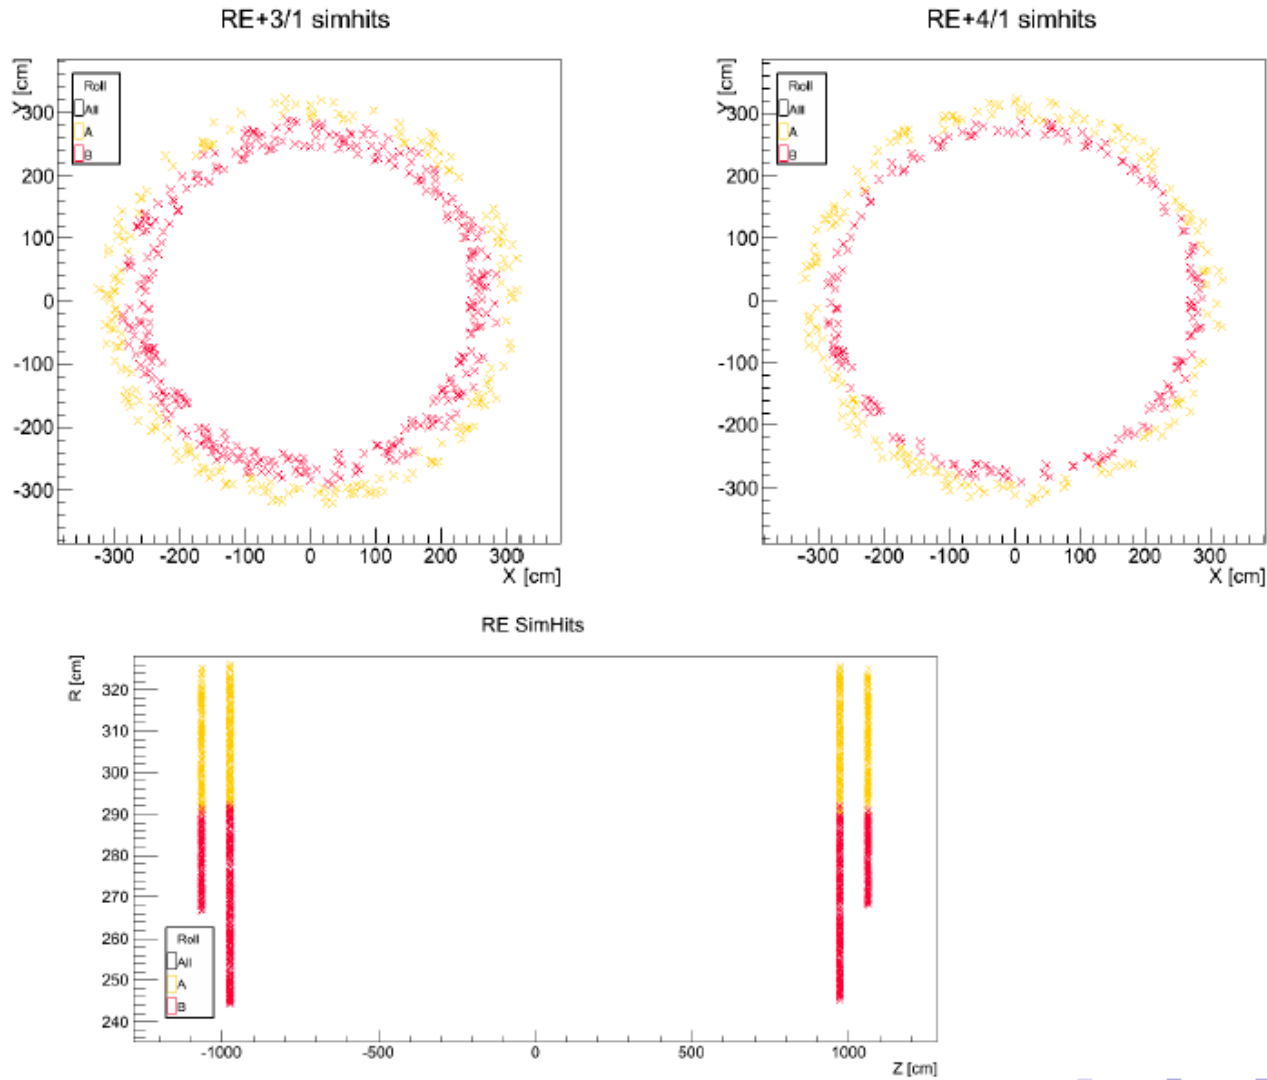 RE+3/1 simhits
Y [cm]
Roll
All
A
B
300
200
100
0
-100
-200
-300
-300 -200 -100 0 100 200 300
X [cm]
RE+4/1 simhits
Y [cm]
Roll
All
A
B
300
200
100
0
-100
-200
-300
-300 -200 -100 0 100 200 300
X [cm]
RE SimHits
R [cm]
320
310
300
290
280
270
260
250
240
Roll
All
A
B
-1000 -500 0 500 1000
Z [cm]